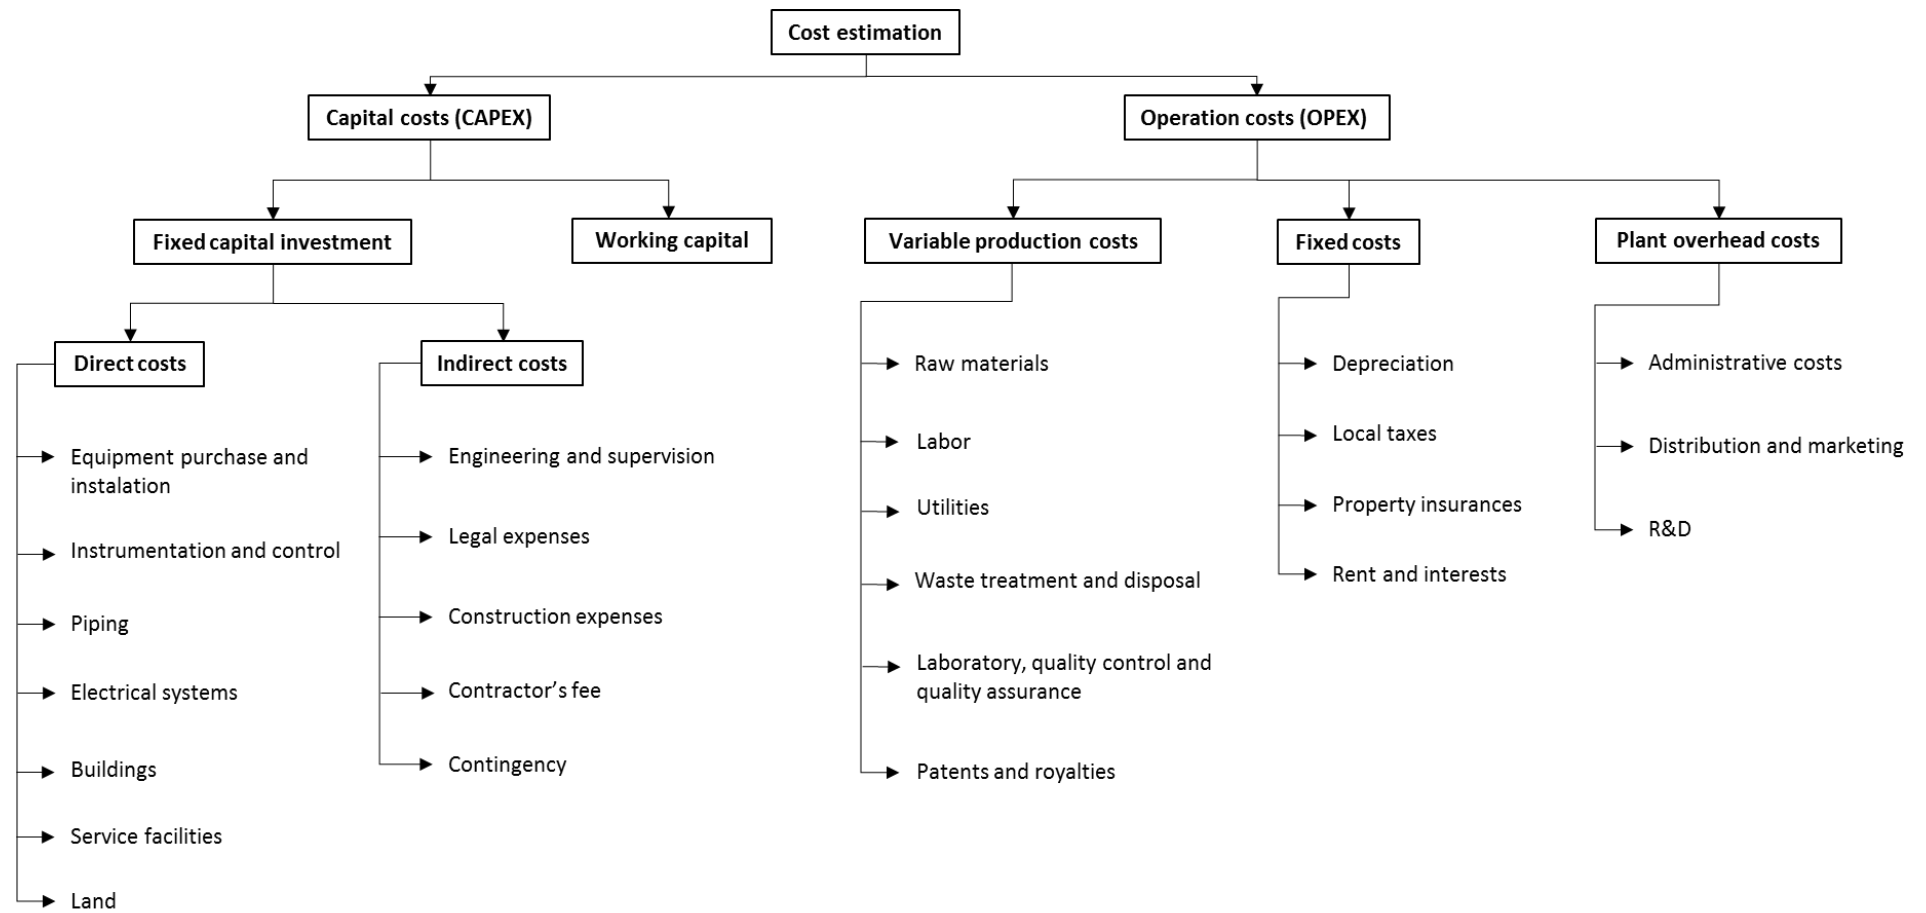 Cost estimation
Capital costs (CAPEX)
Operation costs (OPEX)
Fixed capital investment
Working capital
Variable production costs
Fixed costs
Plant overhead costs
Direct costs
Equipment purchase and
instalation
Instrumentation and control
Piping
Electrical systems
Buildings
Service facilities
Land
Indirect costs
Engineering and supervision
Legal expenses
Construction expenses
Contractor’s fee
Contingency
Raw materials
Labor
Utilities
Waste treatment and disposal
Laboratory, quality control and
quality assurance
Patents and royalties
Depreciation
Local taxes
Property insurances
Rent and interests
Administrative costs
Distribution and marketing
R&D